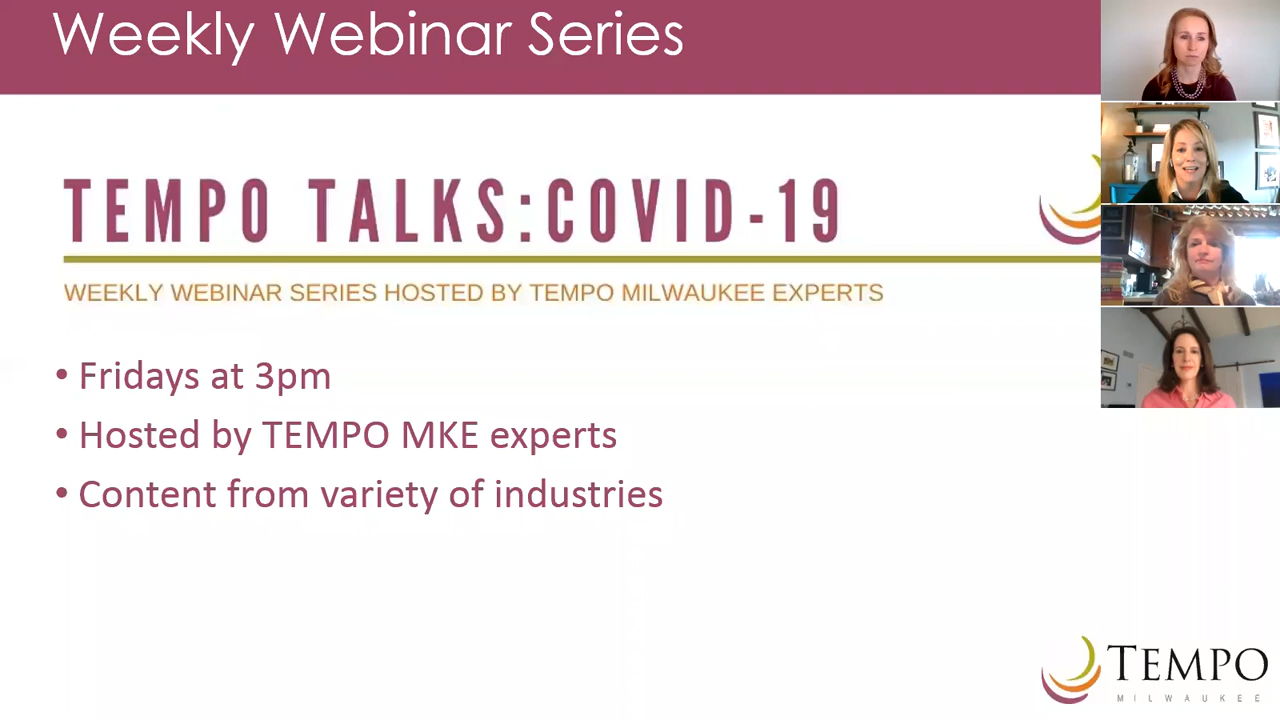 Weekly Webinar Series
TEMPO TALKS:COVID-19
WEEKLY WEBINAR SERIES HOSTED BY TEMPO MILWAUKEE EXPERTS
• Fridays at 3pm
• Hosted by TEMPO MKE experts
• Content from variety of industries
TEMPO
MILWAUKEE